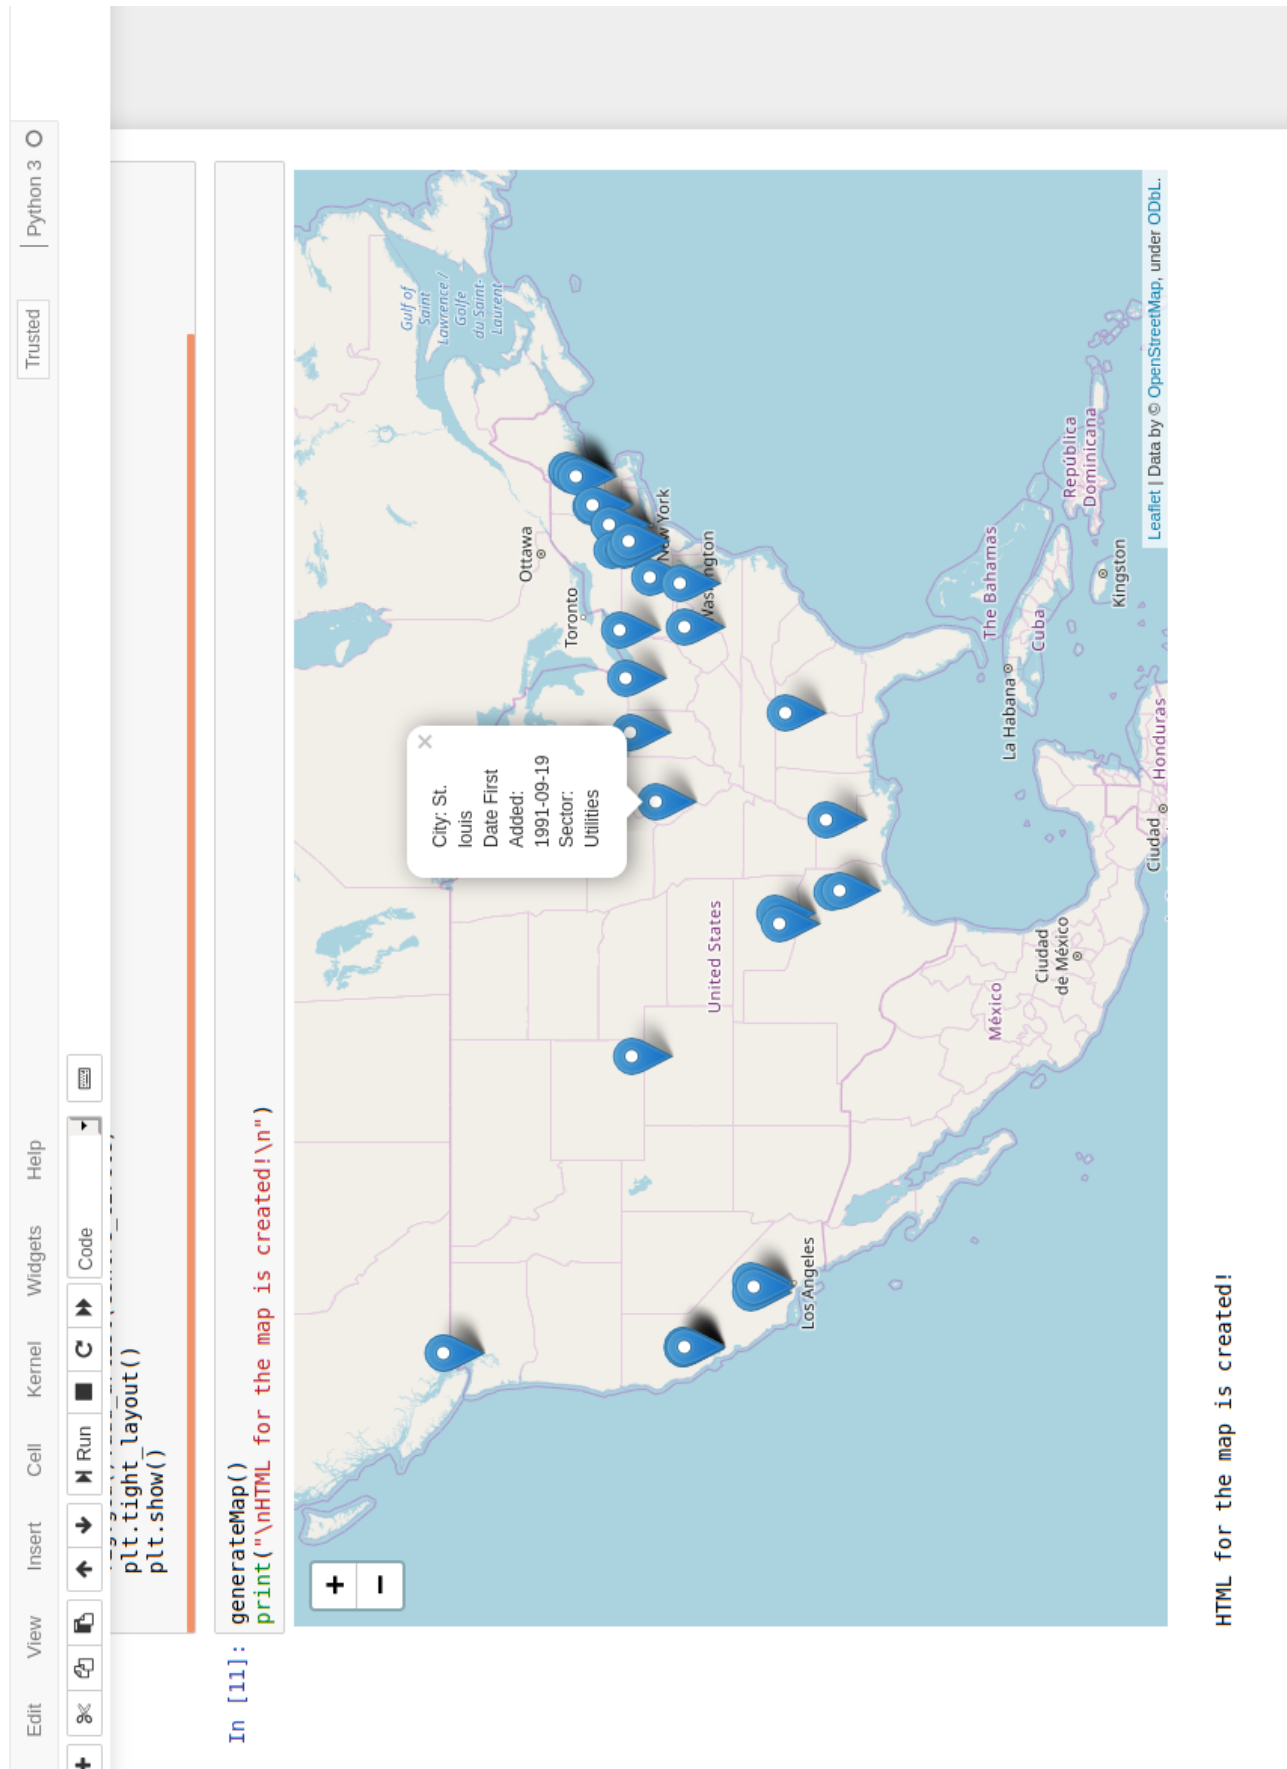 Edit View Insert Cell Kernel Widgets Help Trusted | Python 3
Run Code
plt.tight_layout()
plt.show()
In [11]: generateMap()
print("\nHTML for the map is created!\n")
+
−
Gulf of
Saint
Lawrence /
Golfe
du Saint-
Laurent
Ottawa
Toronto
New York
Washington
×
City: St.
louis
Date First
Added:
1991-09-19
Sector:
Utilities
United States
Los Angeles
México
Ciudad
de México
The Bahamas
La Habana
Cuba
República
Dominicana
Kingston
Honduras
Ciudad
Leaflet | Data by © OpenStreetMap, under ODbL.
HTML for the map is created!